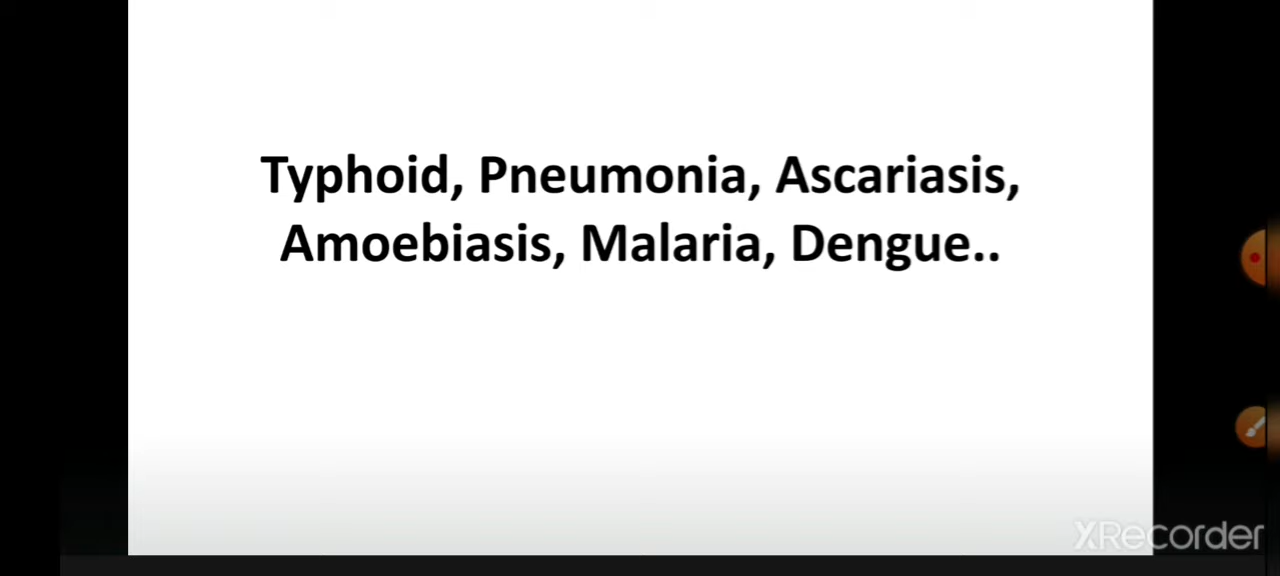 Typhoid, Pneumonia, Ascariasis,
Amoebiasis, Malaria, Dengue..
XRecorder